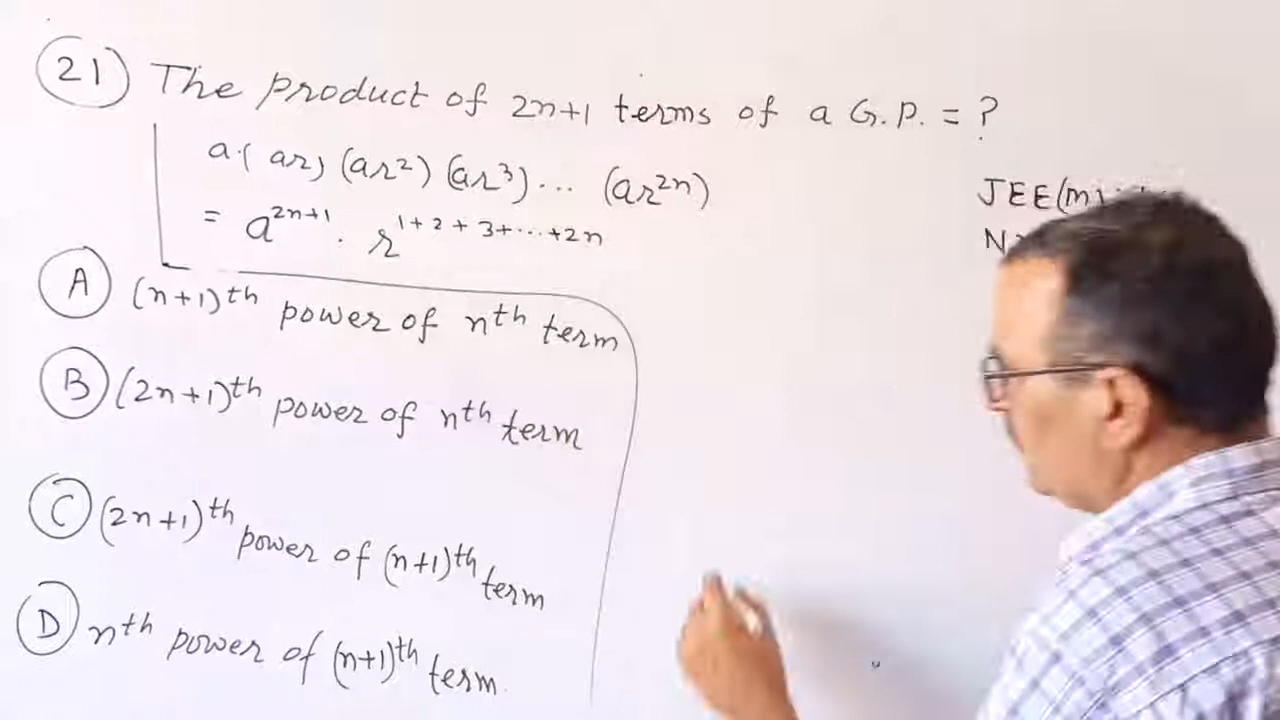 21 The product of 2n+1 terms of a G.P. = ?
a.( ar) (ar²) (ar³) ... (ar²ⁿ)
= a²ⁿ⁺¹ . r¹⁺²⁺³⁺···⁺²ⁿ
A (n+1)th power of nth term
B (2n+1)th power of nth term
C (2n+1)th power of (n+1)th term
D nth power of (n+1)th term.
JEE(m)